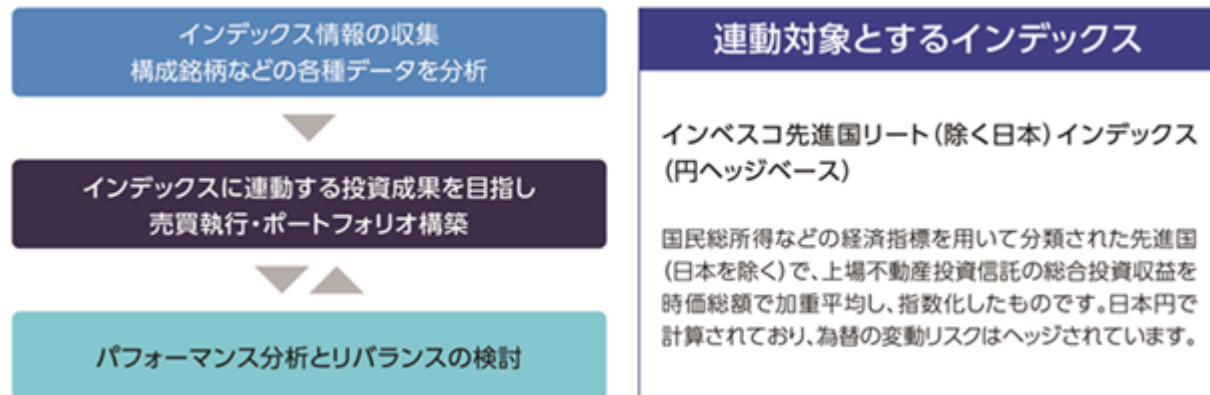 インデックス情報の収集
構成銘柄などの各種データを分析
インデックスに連動する投資成果を目指し
売買執行・ポートフォリオ構築
パフォーマンス分析とリバランスの検討
連動対象とするインデックス
インベスコ先進国リート(除く日本)インデックス
(円ヘッジベース)
国民総所得などの経済指標を用いて分類された先進国
(日本を除く)で、上場不動産投資信託の総合投資収益を
時価総額で加重平均し、指数化したものです。日本円で
計算されており、為替の変動リスクはヘッジされています。